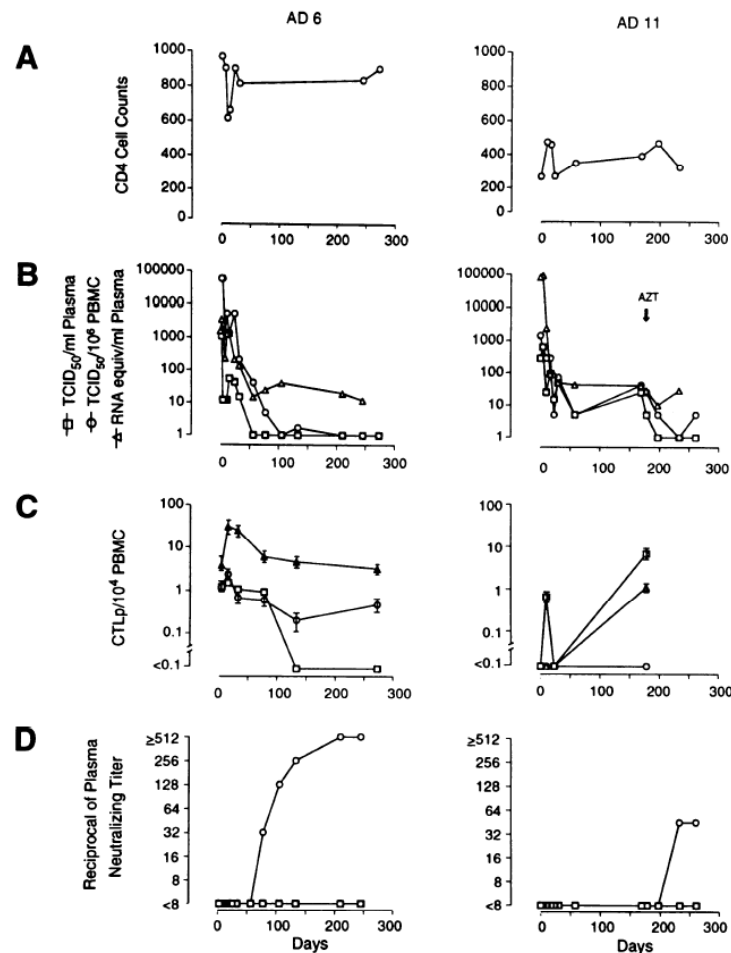 AD 6
AD 11
A
CD4 Cell Counts
1000
800
600
400
200
0
0 100 200 300
1000
800
600
400
200
0
0 100 200 300
B
TCID50/ml Plasma
TCID50/10⁶ PBMC
RNA equiv/ml Plasma
100000
10000
1000
100
10
1
0 100 200 300
100000
10000
1000
100
10
1
AZT
0 100 200 300
C
CTLp/10⁴ PBMC
100
10
1
0.1
<0.1
0 100 200 300
100
10
1
0.1
<0.1
0 100 200 300
D
Reciprocal of Plasma
Neutralizing Titer
≥512
256
128
64
32
16
8
<8
0 100 200 300
Days
≥512
256
128
64
32
16
8
<8
0 100 200 300
Days